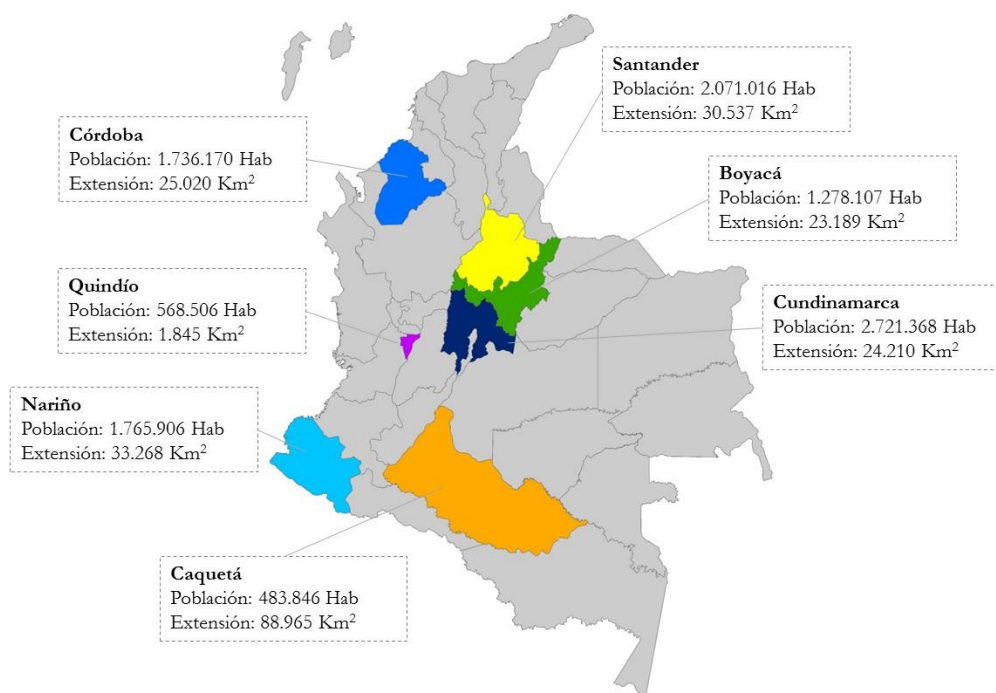 Santander
Población: 2.071.016 Hab
Extensión: 30.537 Km²
Córdoba
Población: 1.736.170 Hab
Extensión: 25.020 Km²
Boyacá
Población: 1.278.107 Hab
Extensión: 23.189 Km²
Quindío
Población: 568.506 Hab
Extensión: 1.845 Km²
Cundinamarca
Población: 2.721.368 Hab
Extensión: 24.210 Km²
Nariño
Población: 1.765.906 Hab
Extensión: 33.268 Km²
Caquetá
Población: 483.846 Hab
Extensión: 88.965 Km²